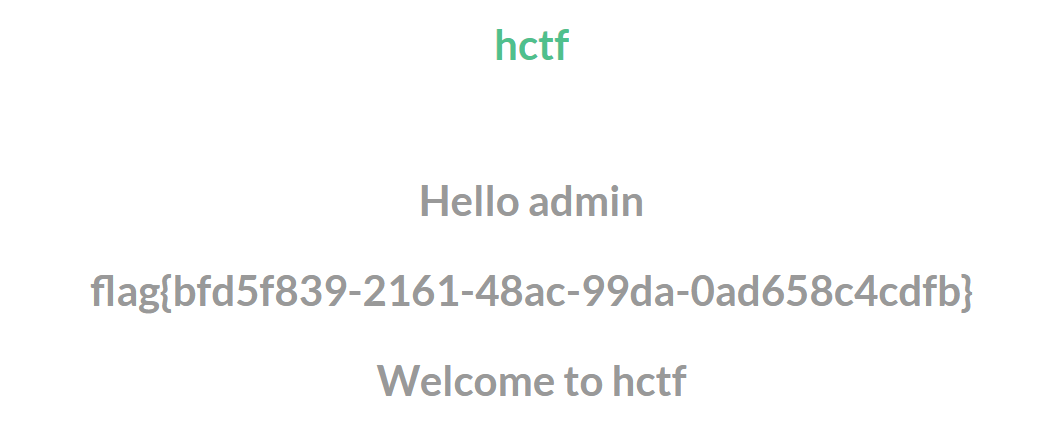 hctf
Hello admin
flag{bfd5f839-2161-48ac-99da-0ad658c4cdfb}
Welcome to hctf